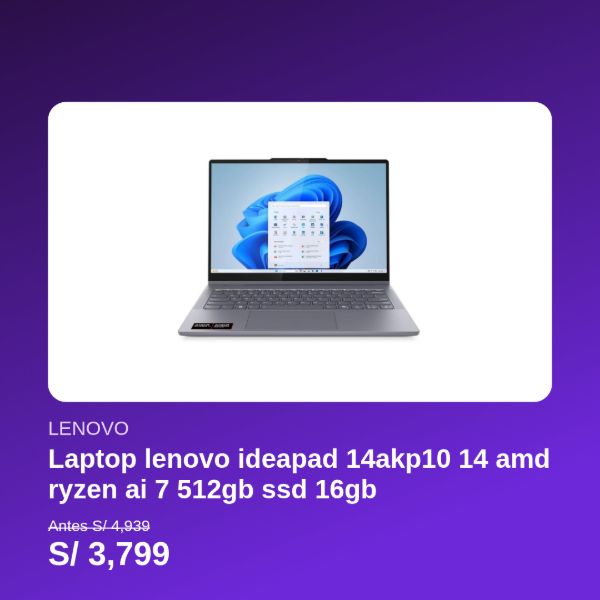 LENOVO
Laptop lenovo ideapad 14akp10 14 amd
ryzen ai 7 512gb ssd 16gb
Antes S/ 4,939
S/ 3,799